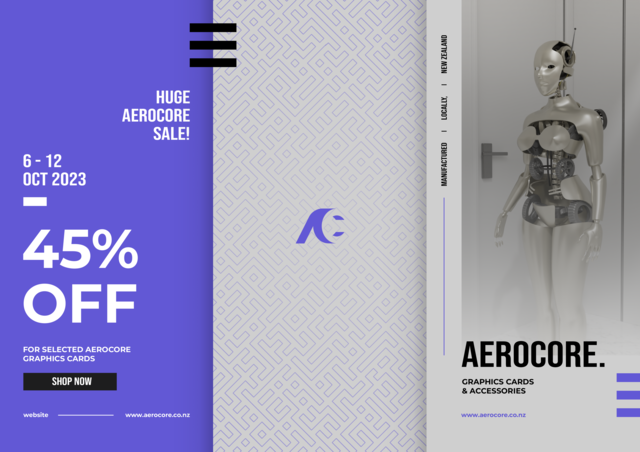 HUGE
AEROCORE
SALE!
6 - 12
OCT 2023
45%
OFF
FOR SELECTED AEROCORE
GRAPHICS CARDS
SHOP NOW
website
www.aerocore.co.nz
AC
MANUFACTURED | LOCALLY, | NEW ZEALAND
AEROCORE.
GRAPHICS CARDS
& ACCESSORIES
www.aerocore.co.nz